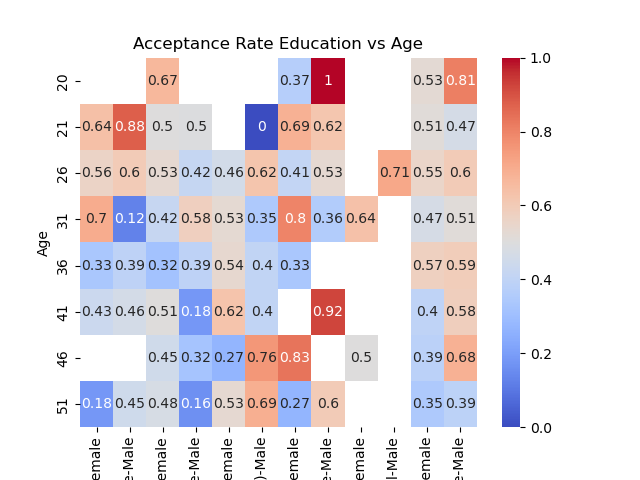 Acceptance Rate Education vs Age
20 0.67 0.37 1 0.53 0.81
21 0.64 0.88 0.5 0.5 0 0.69 0.62 0.51 0.47
26 0.56 0.6 0.53 0.42 0.46 0.62 0.41 0.53 0.71 0.55 0.6
31 0.7 0.12 0.42 0.58 0.53 0.35 0.8 0.36 0.64 0.47 0.51
36 0.33 0.39 0.32 0.39 0.54 0.4 0.33 0.57 0.59
41 0.43 0.46 0.51 0.18 0.62 0.4 0.92 0.4 0.58
46 0.45 0.32 0.27 0.76 0.83 0.5 0.39 0.68
51 0.18 0.45 0.48 0.16 0.53 0.69 0.27 0.6 0.35 0.39
Age
emale
e-Male
emale
e-Male
emale
)-Male
emale
e-Male
emale
l-Male
emale
e-Male
1.0
0.8
0.6
0.4
0.2
0.0